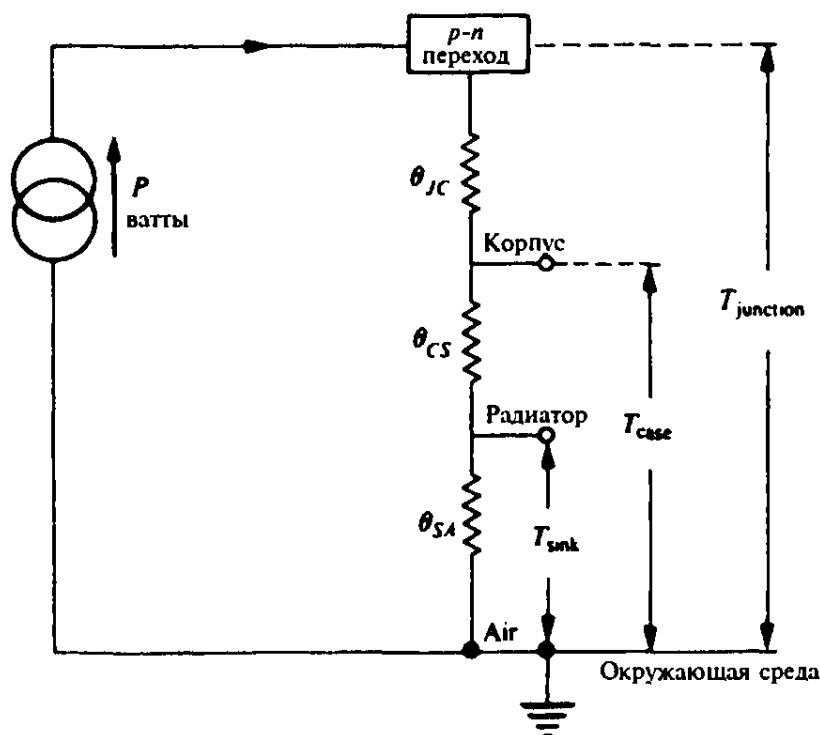 p-n
переход
P
ватты
θJC
Корпус
Tjunction
θCS
Tcase
Радиатор
θSA
Tsink
Air
Окружающая среда